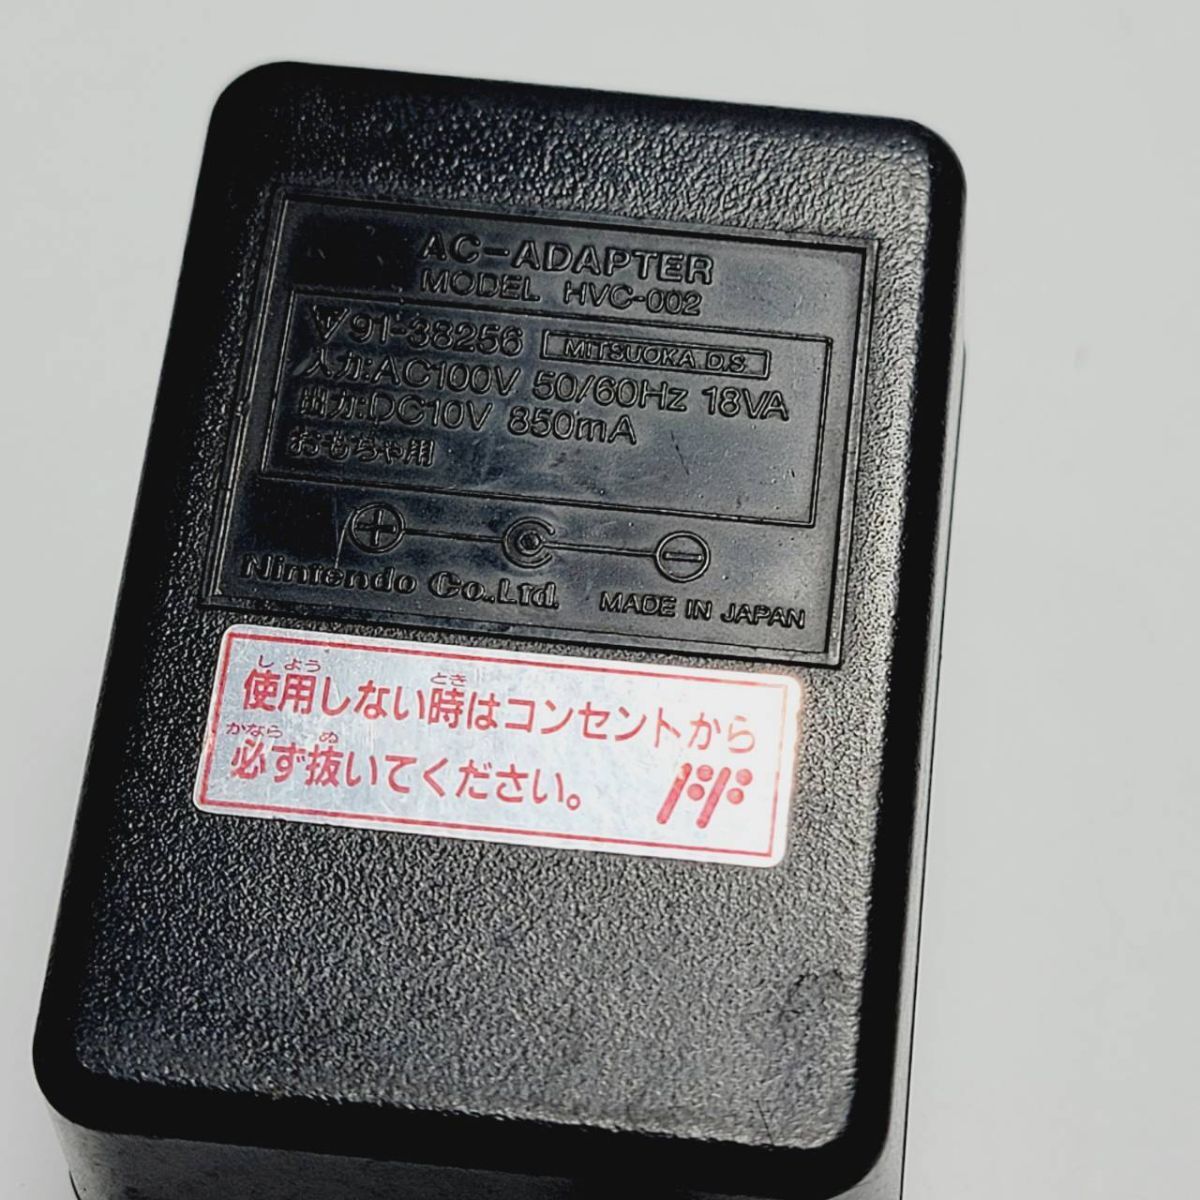 AC-ADAPTER
MODEL HVC-002
91-38256 MITSUOKA D.S.
入力:AC100V 50/60Hz 18VA
出力:DC10V 850mA
おもちゃ用
Nintendo Co.,Ltd. MADE IN JAPAN
しよう とき
使用しない時はコンセントから
かなら ぬ
必ず抜いてください。